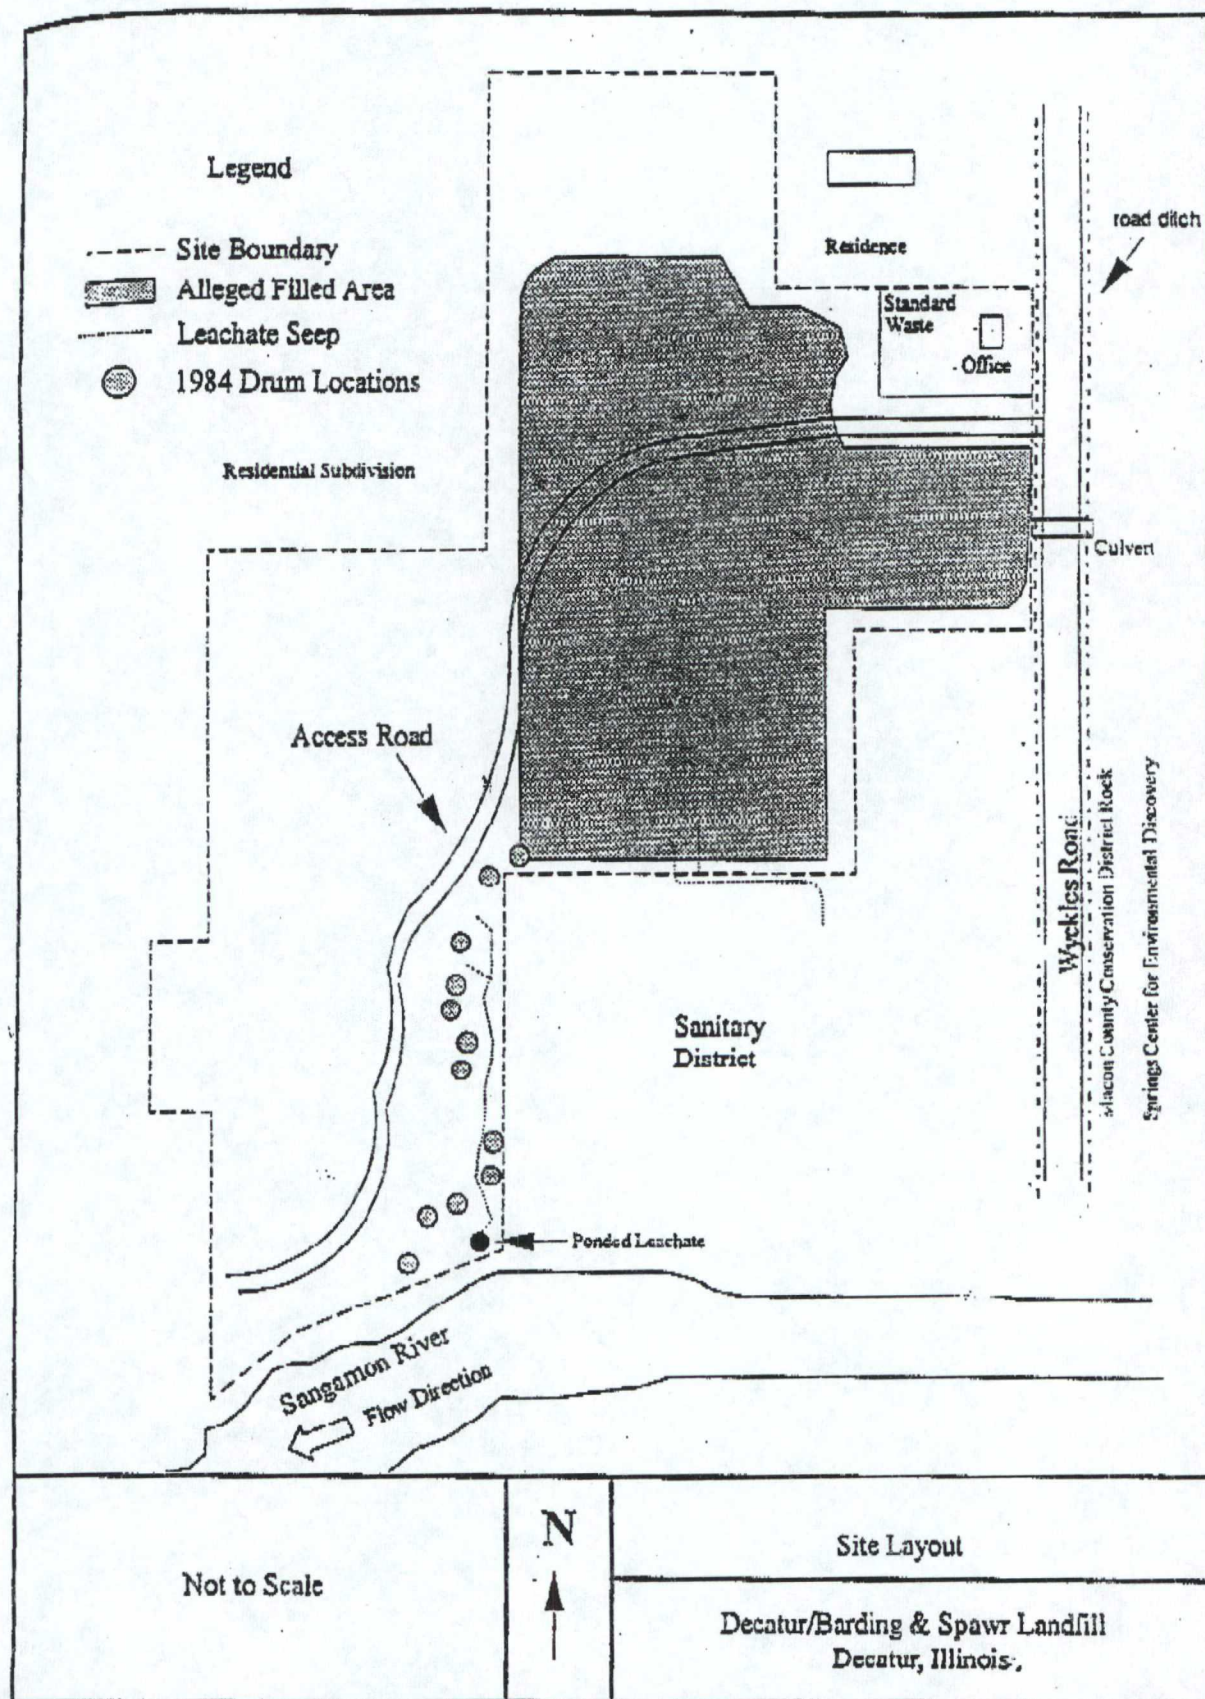 Legend
Site Boundary
Alleged Filled Area
Leachate Seep
1984 Drum Locations
Residential Subdivision
Residence
road ditch
Standard
Waste
Office
Culvert
Access Road
Wyckles Road
Macon County Conservation District Rock
Springs Center for Environmental Discovery
Sanitary
District
Ponded Leachate
Sangamon River
Flow Direction
Not to Scale
N
Site Layout
Decatur/Barding & Spawr Landfill
Decatur, Illinois